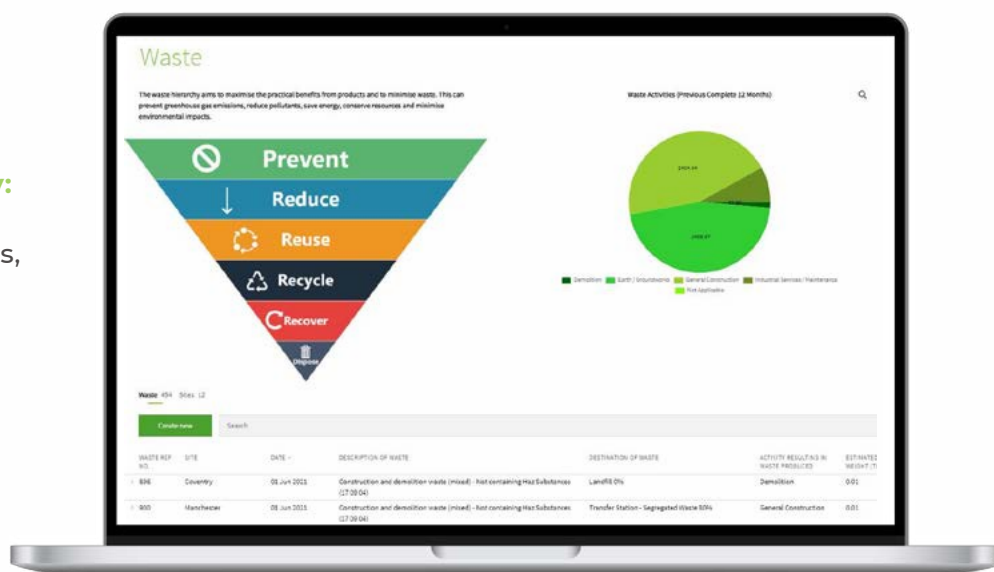 y:
s,
Waste
The waste hierarchy aims to maximise the practical benefits from products and to minimise waste. This can
prevent greenhouse gas emissions, reduce pollutants, save energy, conserve resources and minimise
environmental impacts.
Waste Activities (Previous Complete 12 Months)
Prevent
Reduce
Reuse
Recycle
Recover
Dispose
Demolition Earth / Groundworks General Construction Industrial Services / Maintenance
Not Applicable
Waste 494 Sites 12
Create new Search
WASTE REF NO. SITE DATE DESCRIPTION OF WASTE DESTINATION OF WASTE ACTIVITY RESULTING IN WASTE PRODUCED ESTIMATED WEIGHT
Coventry 01 Jun 2021 Construction and demolition waste (mixed) - Not containing Haz Substances Landfill 0% Demolition 0.01
(17 09 04)
900 Manchester 01 Jun 2021 Construction and demolition waste (mixed) - Not containing Haz Substances Transfer Station - Segregated Waste General Construction 0.01
(17 09 04)